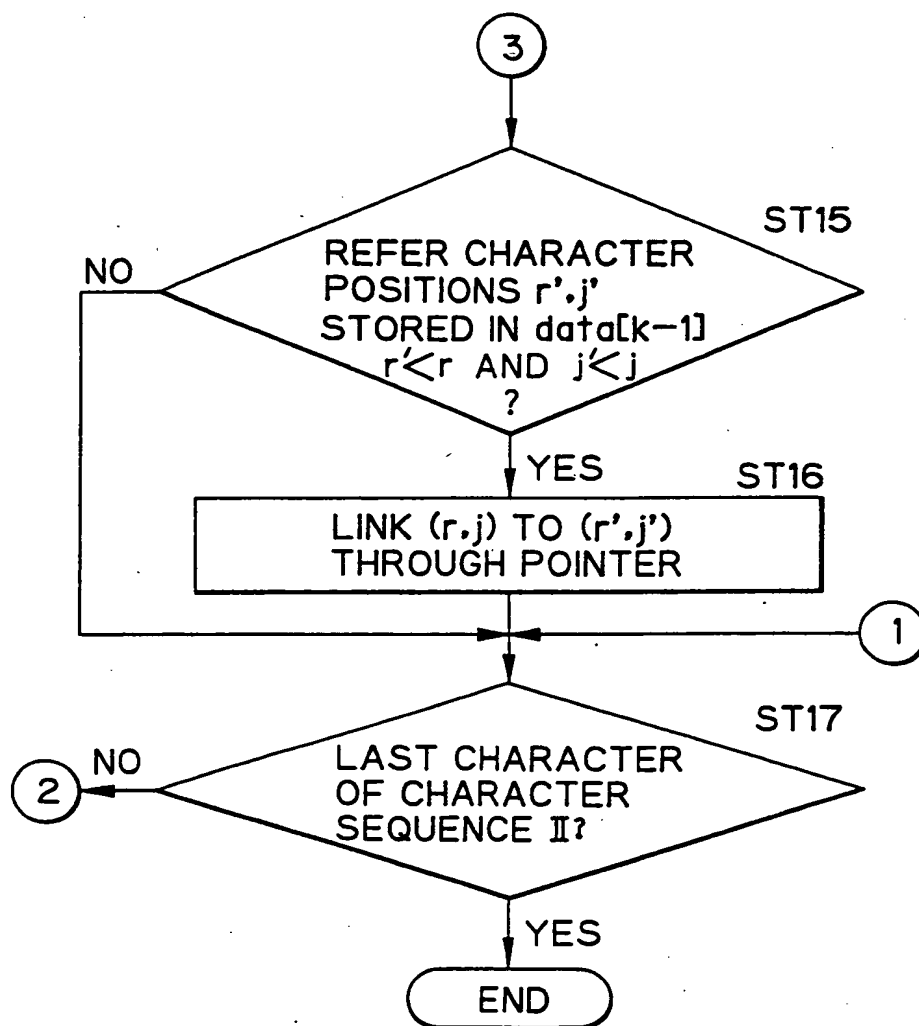 3
ST15
NO
REFER CHARACTER
POSITIONS r',j'
STORED IN data[k-1]
r'<r AND j'<j
?
YES
ST16
LINK (r,j) TO (r',j')
THROUGH POINTER
1
ST17
2
NO
LAST CHARACTER
OF CHARACTER
SEQUENCE II?
YES
END